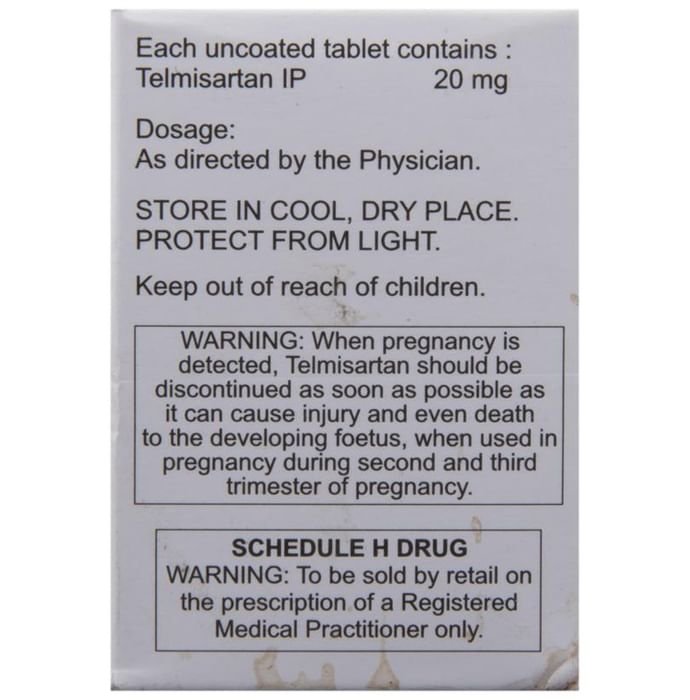 Each uncoated tablet contains :
Telmisartan IP 20 mg
Dosage:
As directed by the Physician.
STORE IN COOL, DRY PLACE.
PROTECT FROM LIGHT.
Keep out of reach of children.
WARNING: When pregnancy is
detected, Telmisartan should be
discontinued as soon as possible as
it can cause injury and even death
to the developing foetus, when used in
pregnancy during second and third
trimester of pregnancy.
SCHEDULE H DRUG
WARNING: To be sold by retail on
the prescription of a Registered
Medical Practitioner only.